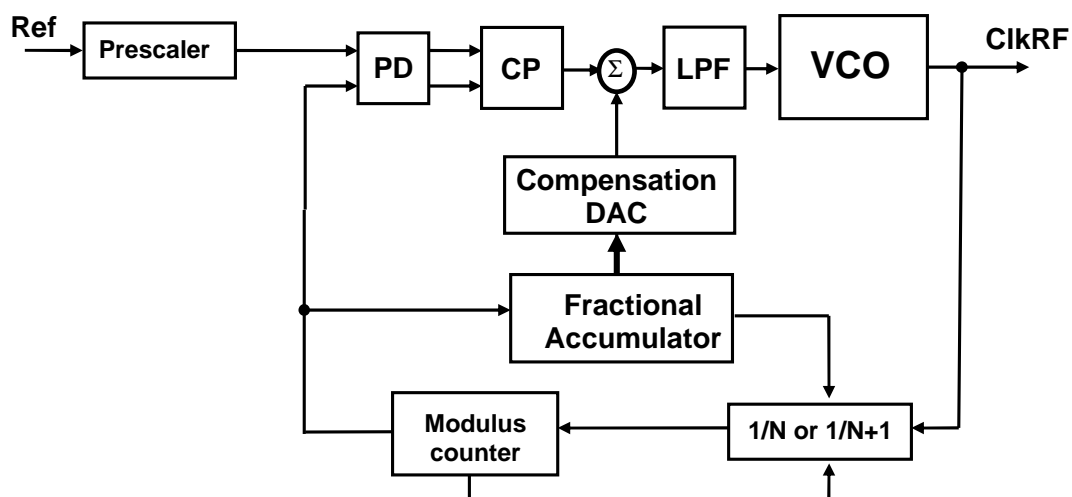 Ref
Prescaler
PD
CP
Σ
LPF
VCO
ClkRF
Compensation
DAC
Fractional
Accumulator
Modulus
counter
1/N or 1/N+1